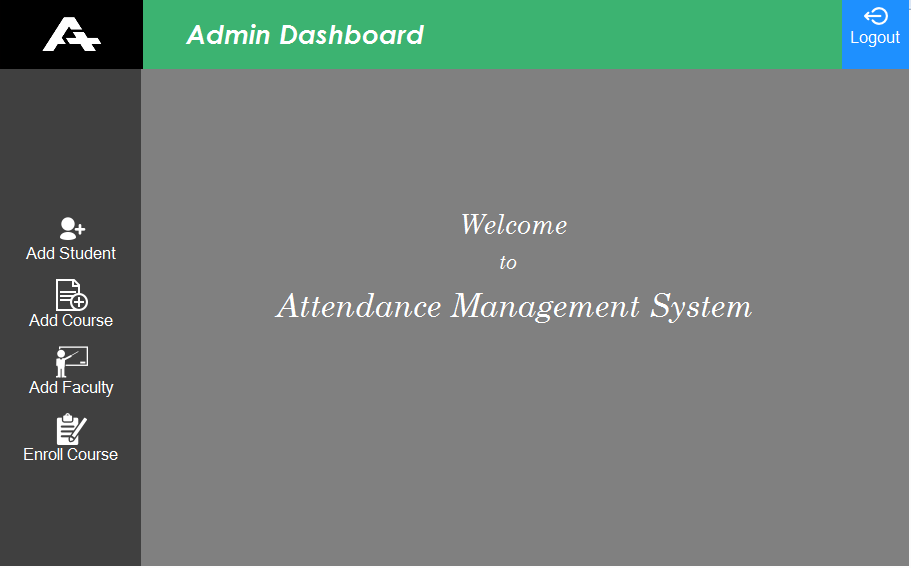 Admin Dashboard
Logout
Welcome
to
Attendance Management System
Add Student
Add Course
Add Faculty
Enroll Course